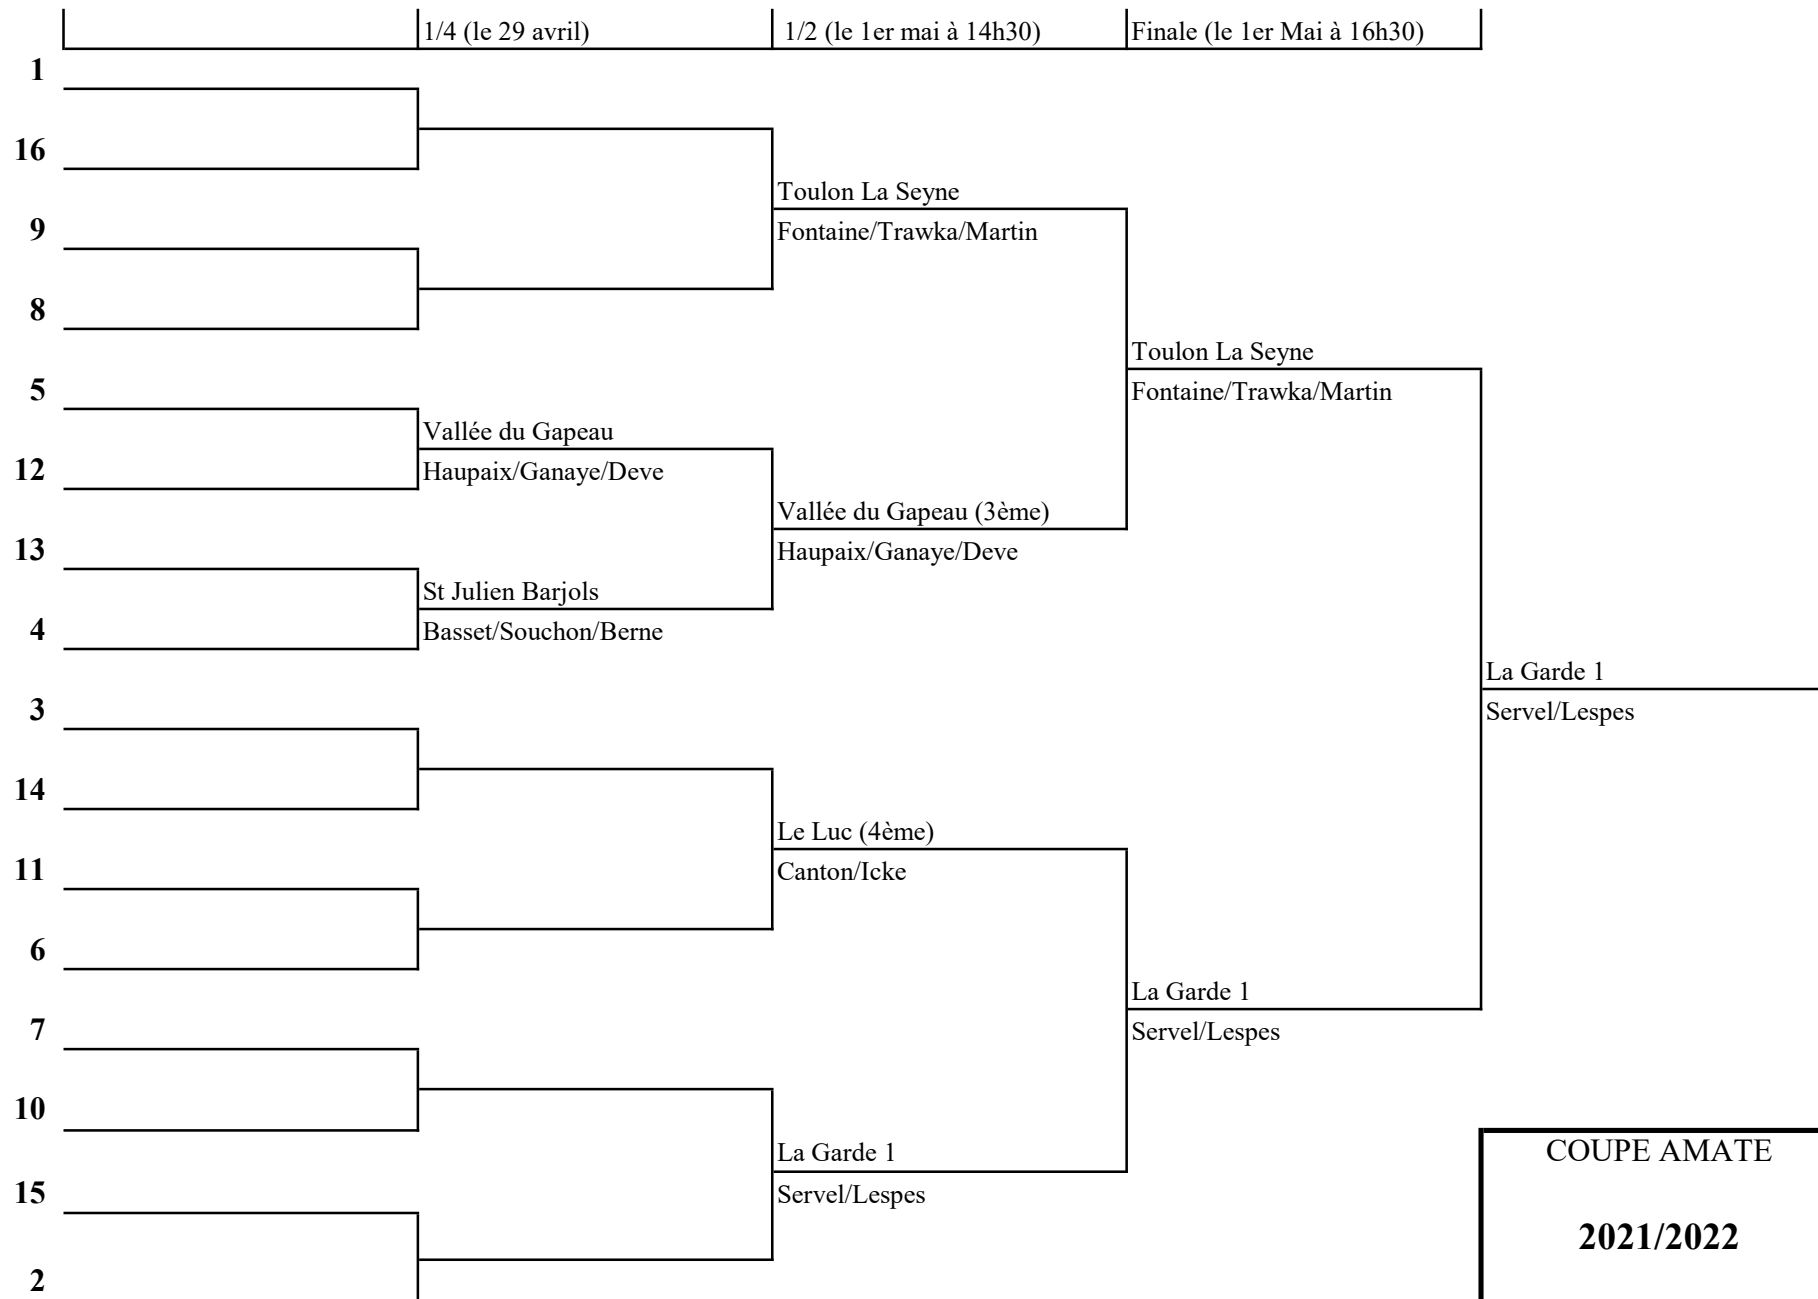 1/4 (le 29 avril)
1/2 (le 1er mai à 14h30)
Finale (le 1er Mai à 16h30)
1
16
Toulon La Seyne
9
Fontaine/Trawka/Martin
8
Toulon La Seyne
5
Fontaine/Trawka/Martin
Vallée du Gapeau
12
Haupaix/Ganaye/Deve
Vallée du Gapeau (3ème)
13
Haupaix/Ganaye/Deve
St Julien Barjols
4
Basset/Souchon/Berne
La Garde 1
3
Servel/Lespes
14
Le Luc (4ème)
11
Canton/Icke
6
La Garde 1
7
Servel/Lespes
10
La Garde 1
COUPE AMATE
15
Servel/Lespes
2021/2022
2